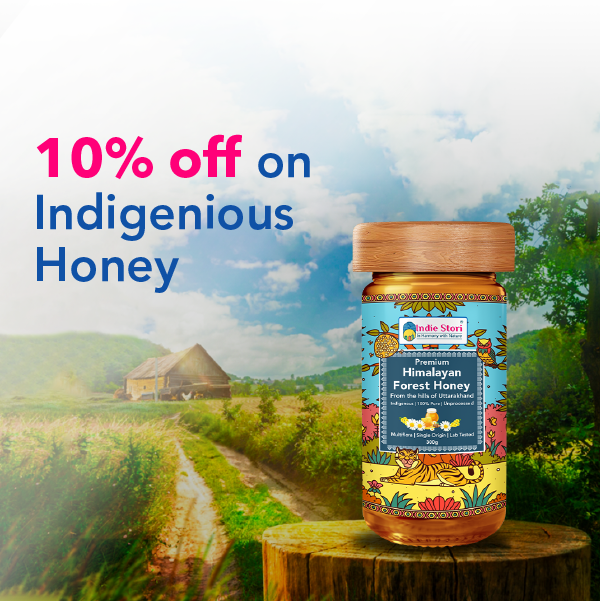 10% off on
Indigenious
Honey
Indie Stori
in Harmony with Nature
Premium
Himalayan
Forest Honey
From the hills of Uttarakhand
Indigenous | 100% Pure | Unprocessed
Multiflora | Single Origin | Lab Tested
300g